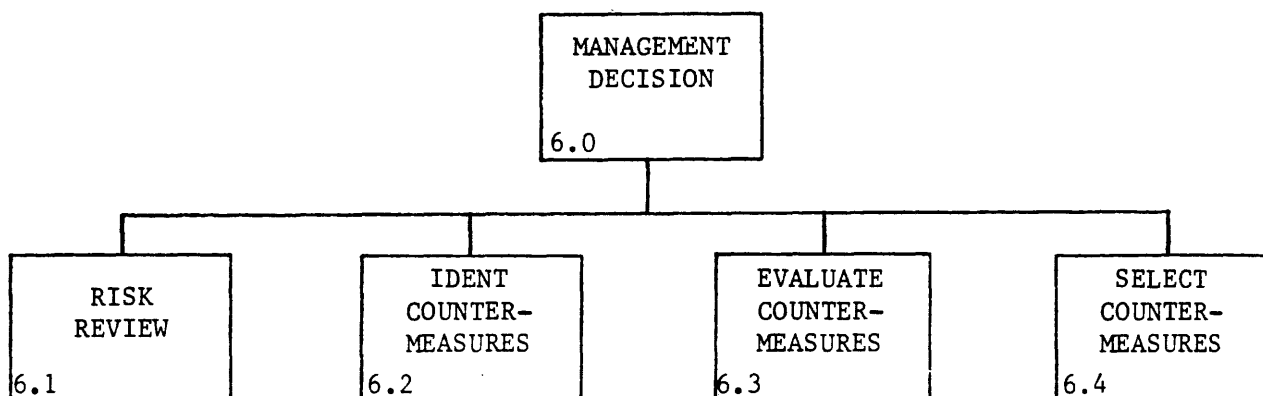 MANAGEMENT
DECISION
6.0
RISK
REVIEW
6.1
IDENT
COUNTER-
MEASURES
6.2
EVALUATE
COUNTER-
MEASURES
6.3
SELECT
COUNTER-
MEASURES
6.4